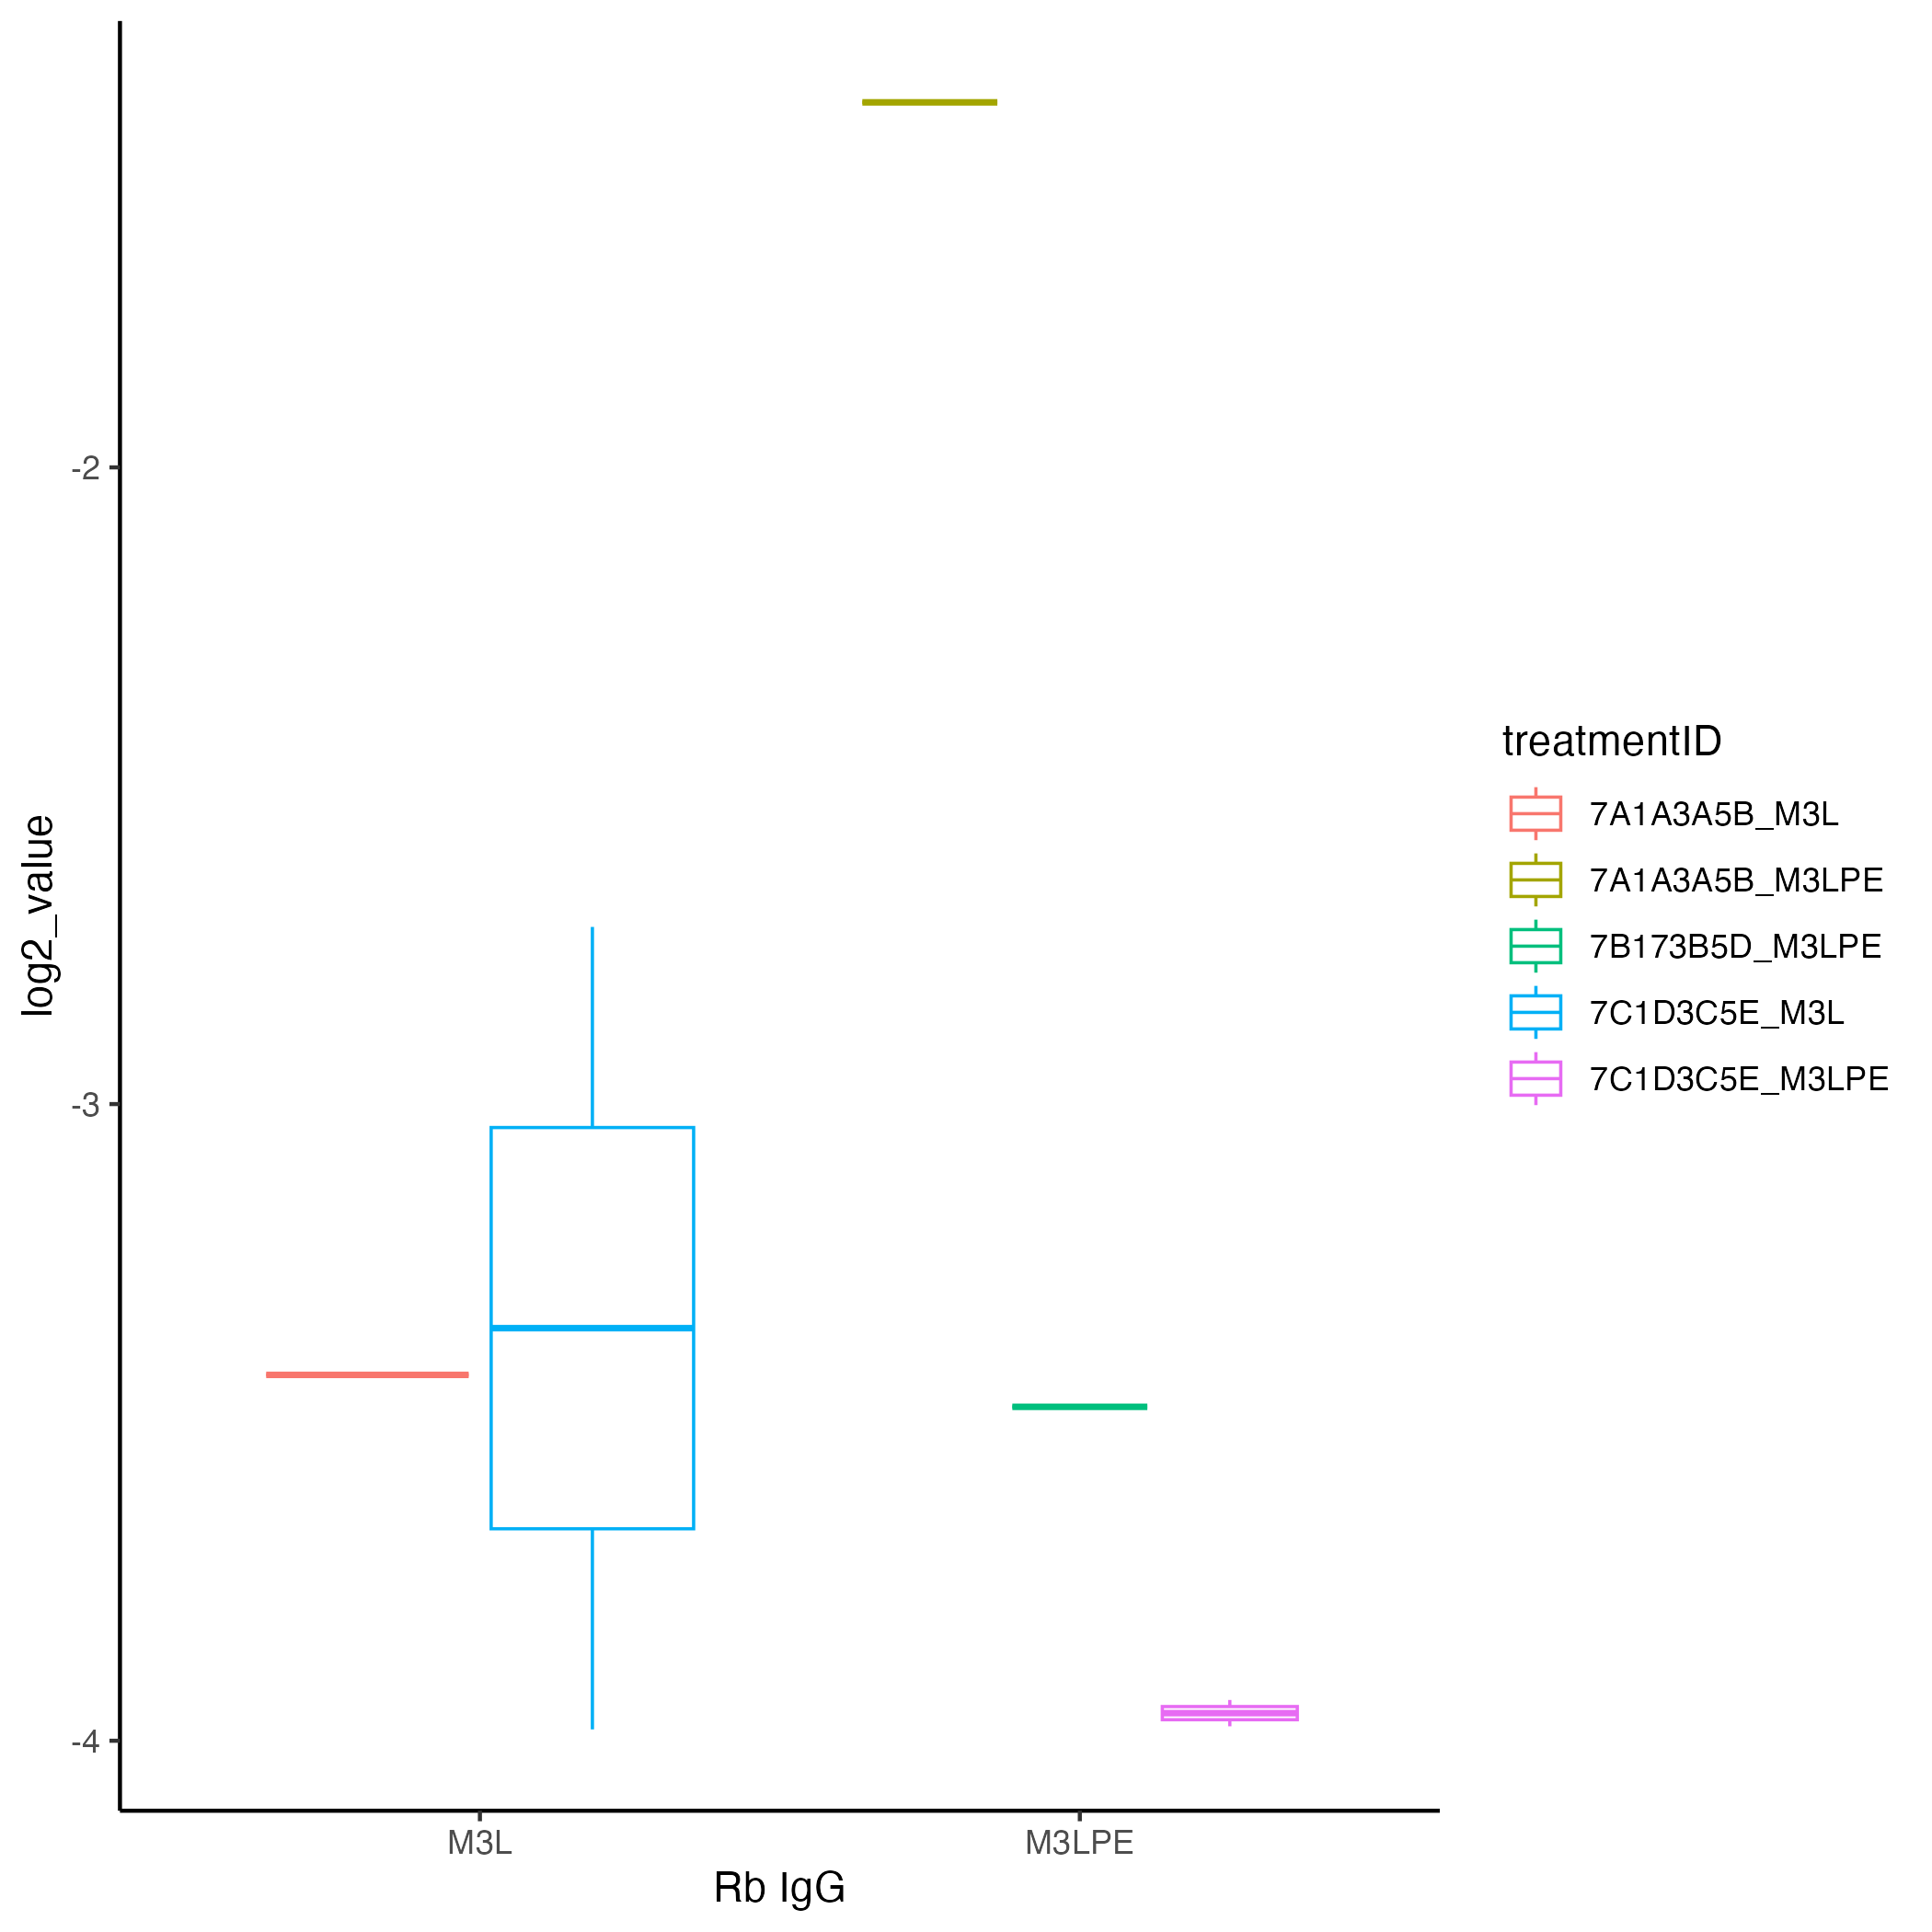 log2_value
-2
-3
-4
M3L
M3LPE
Rb IgG
treatmentID
7A1A3A5B_M3L
7A1A3A5B_M3LPE
7B173B5D_M3LPE
7C1D3C5E_M3L
7C1D3C5E_M3LPE